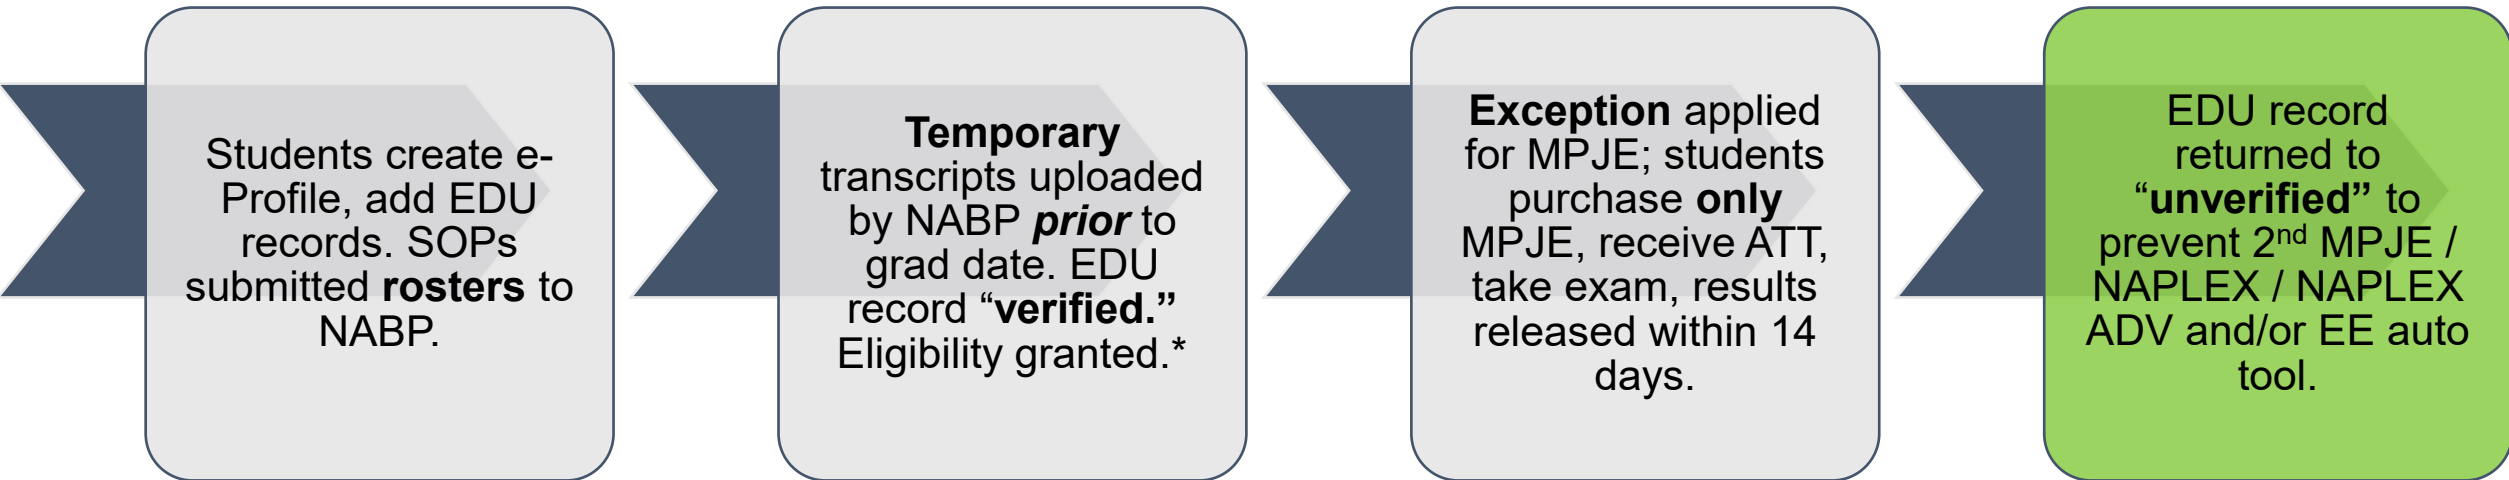 Students create e-
Profile, add EDU
records. SOPs
submitted rosters to
NABP.
Temporary
transcripts uploaded
by NABP prior to
grad date. EDU
record “verified.”
Eligibility granted.*
Exception applied
for MPJE; students
purchase only
MPJE, receive ATT,
take exam, results
released within 14
days.
EDU record
returned to
“unverified” to
prevent 2nd MPJE /
NAPLEX / NAPLEX
ADV and/or EE auto
tool.